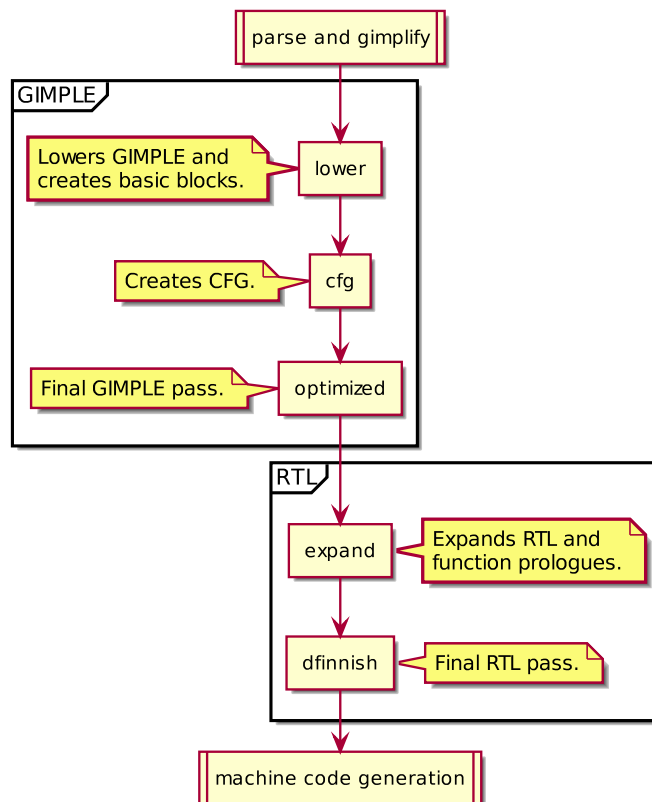 parse and gimplify
GIMPLE
Lowers GIMPLE and
creates basic blocks.
lower
Creates CFG.
cfg
Final GIMPLE pass.
optimized
RTL
expand
Expands RTL and
function prologues.
dfinnish
Final RTL pass.
machine code generation